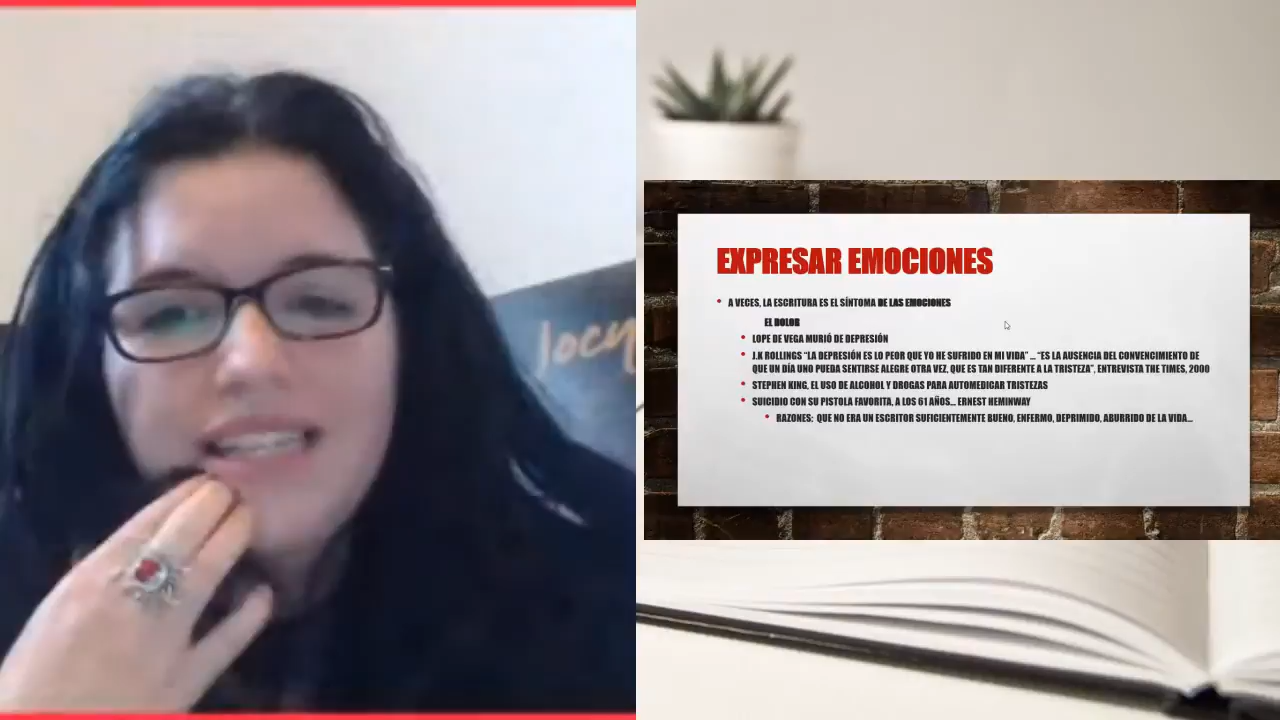 Jocy
EXPRESAR EMOCIONES
A VECES, LA ESCRITURA ES EL SÍNTOMA DE LAS EMOCIONES
EL DOLOR
LOPE DE VEGA MURIÓ DE DEPRESIÓN
J.K ROLLINGS “LA DEPRESIÓN ES LO PEOR QUE YO HE SUFRIDO EN MI VIDA” ... “ES LA AUSENCIA DEL CONVENCIMIENTO DE
QUE UN DÍA UNO PUEDA SENTIRSE ALEGRE OTRA VEZ, QUE ES TAN DIFERENTE A LA TRISTEZA”, ENTREVISTA THE TIMES, 2000
STEPHEN KING, EL USO DE ALCOHOL Y DROGAS PARA AUTOMEDICAR TRISTEZAS
SUICIDIO CON SU PISTOLA FAVORITA, A LOS 61 AÑOS... ERNEST HEMINWAY
RAZONES: QUE NO ERA UN ESCRITOR SUFICIENTEMENTE BUENO, ENFERMO, DEPRIMIDO, ABURRIDO DE LA VIDA...